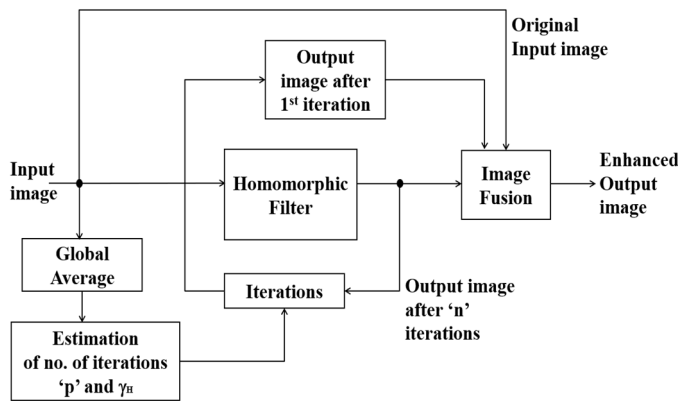 Original
Input image
Output
image after
1st iteration
Input
image
Homomorphic
Filter
Image
Fusion
Enhanced
Output
image
Global
Average
Iterations
Output image
after ‘n’
iterations
Estimation
of no. of iterations
‘p’ and γH